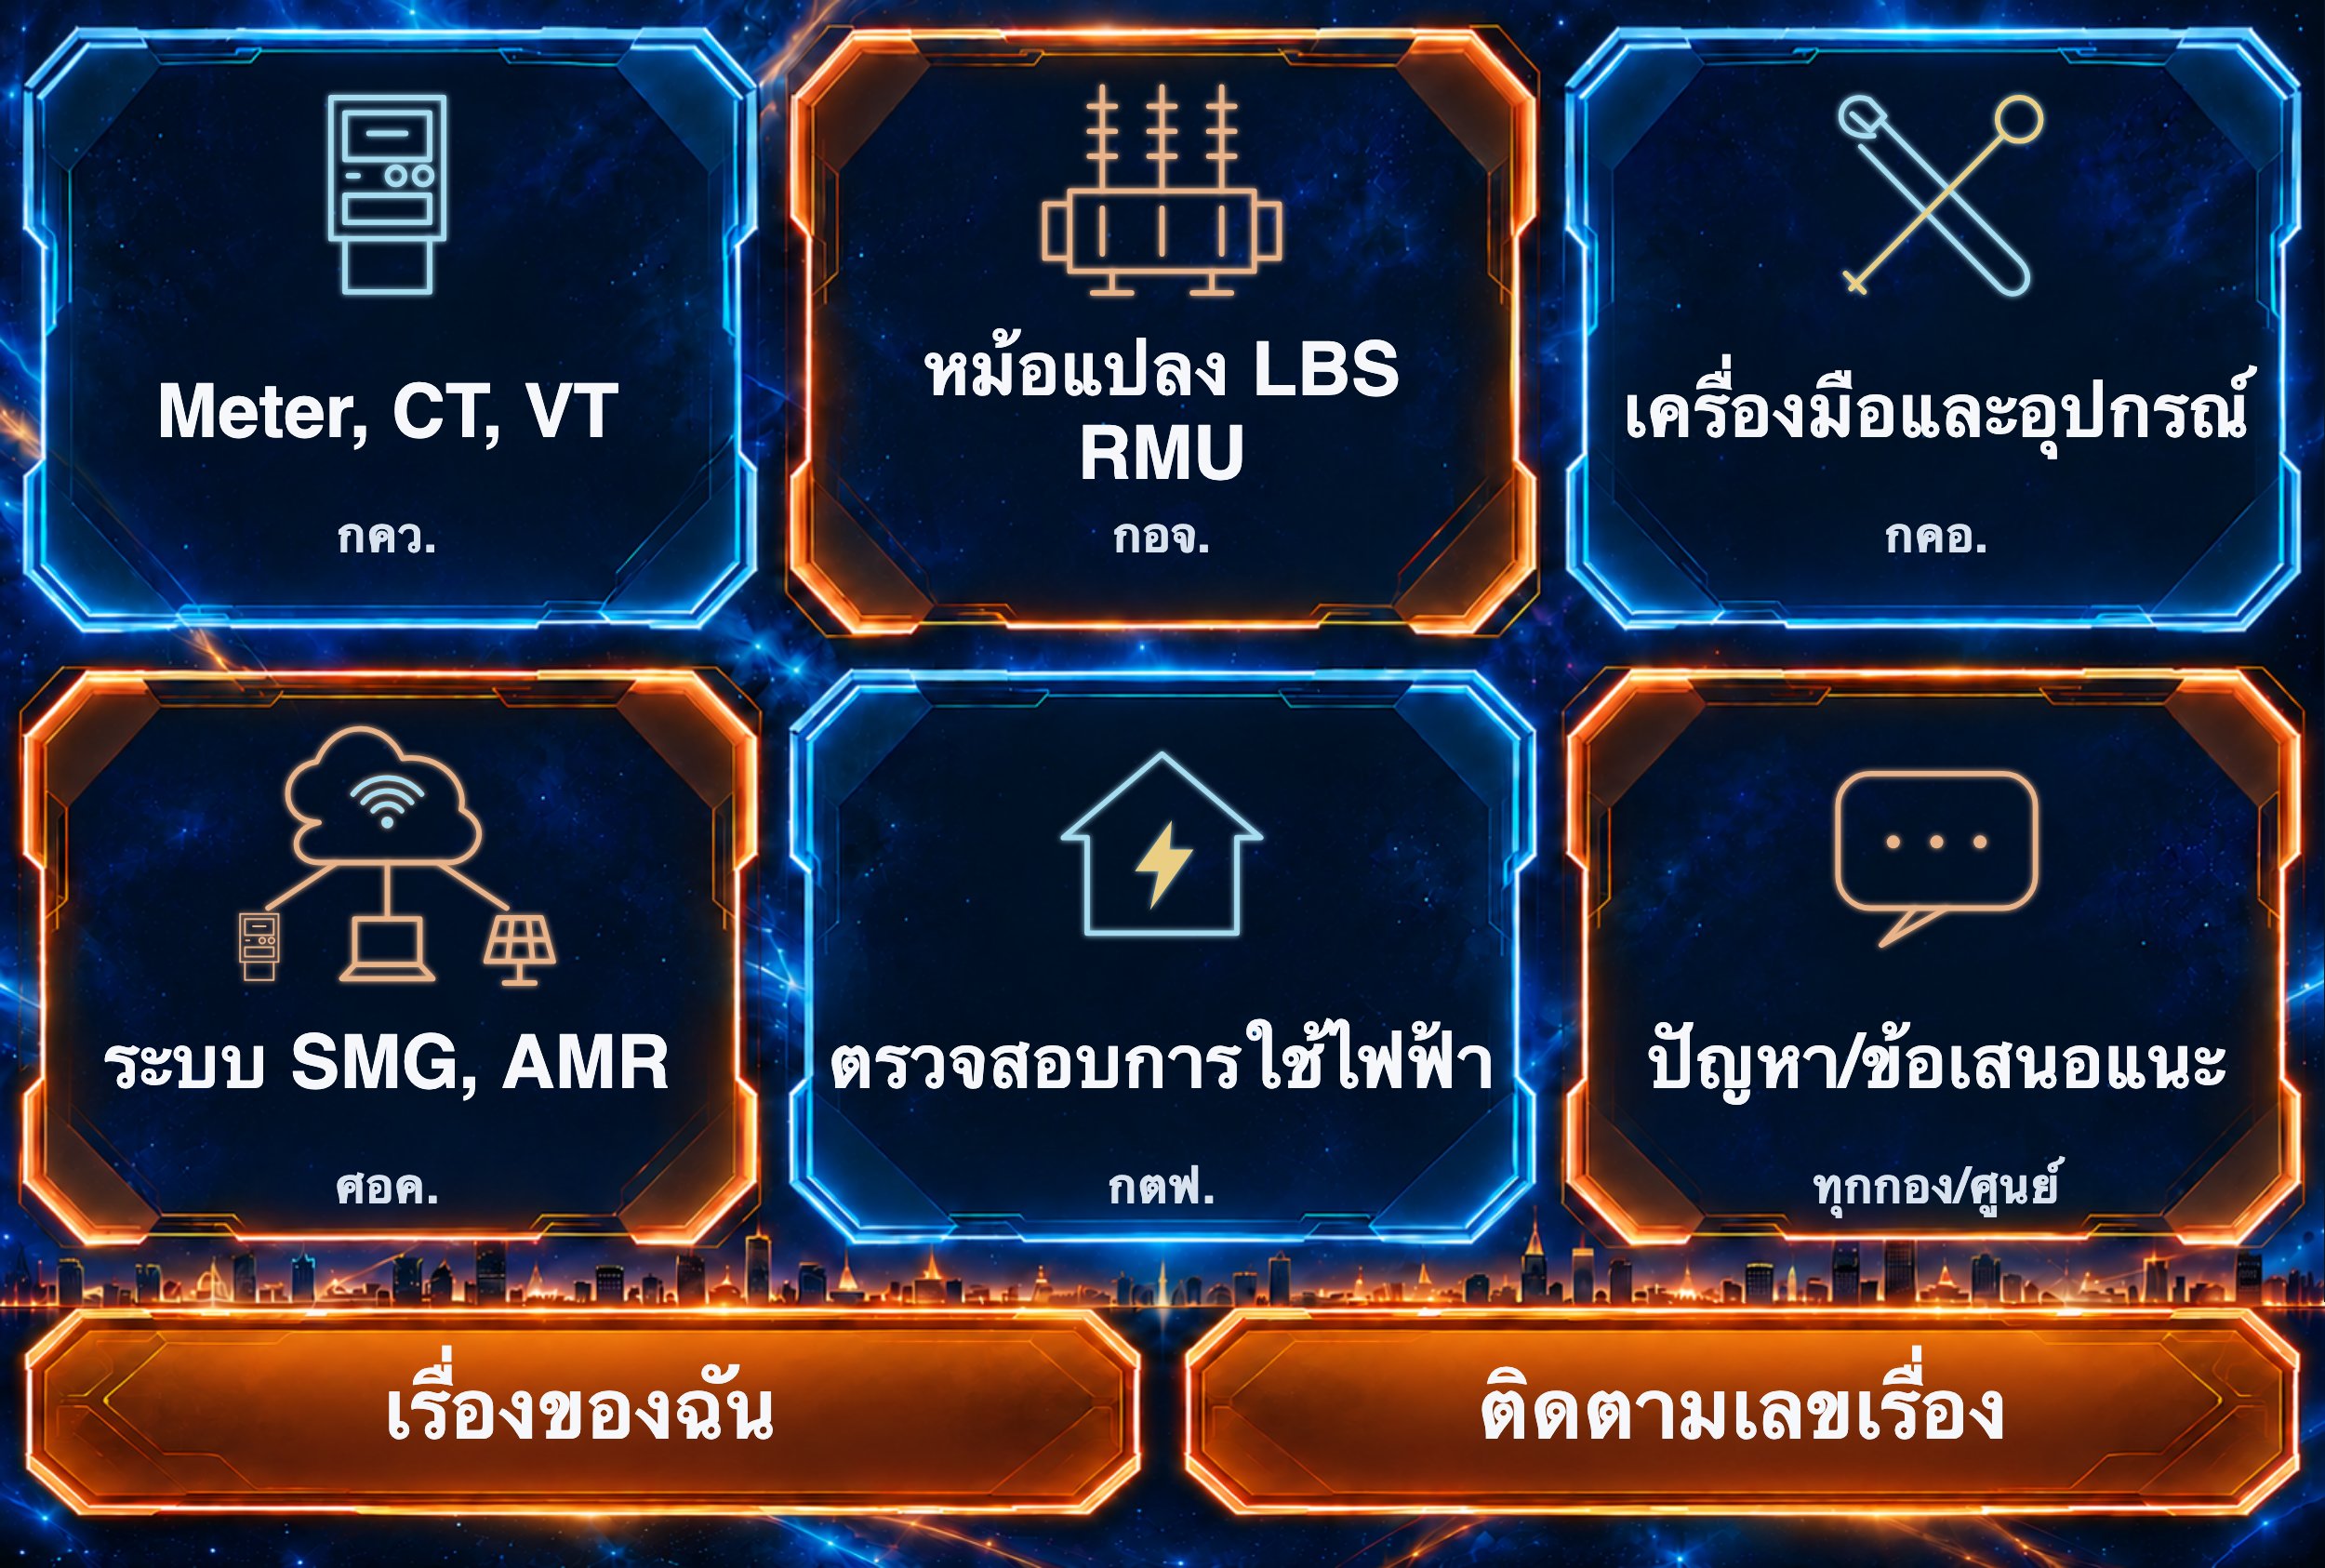 Meter, CT, VT
กคว.
หม้อแปลง LBS
RMU
กอจ.
เครื่องมือและอุปกรณ์
กคอ.
ระบบ SMG, AMR
ศอค.
ตรวจสอบการใช้ไฟฟ้า
กตฟ.
ปัญหา/ข้อเสนอแนะ
ทุกกอง/ศูนย์
เรื่องของฉัน
ติดตามเลขเรื่อง